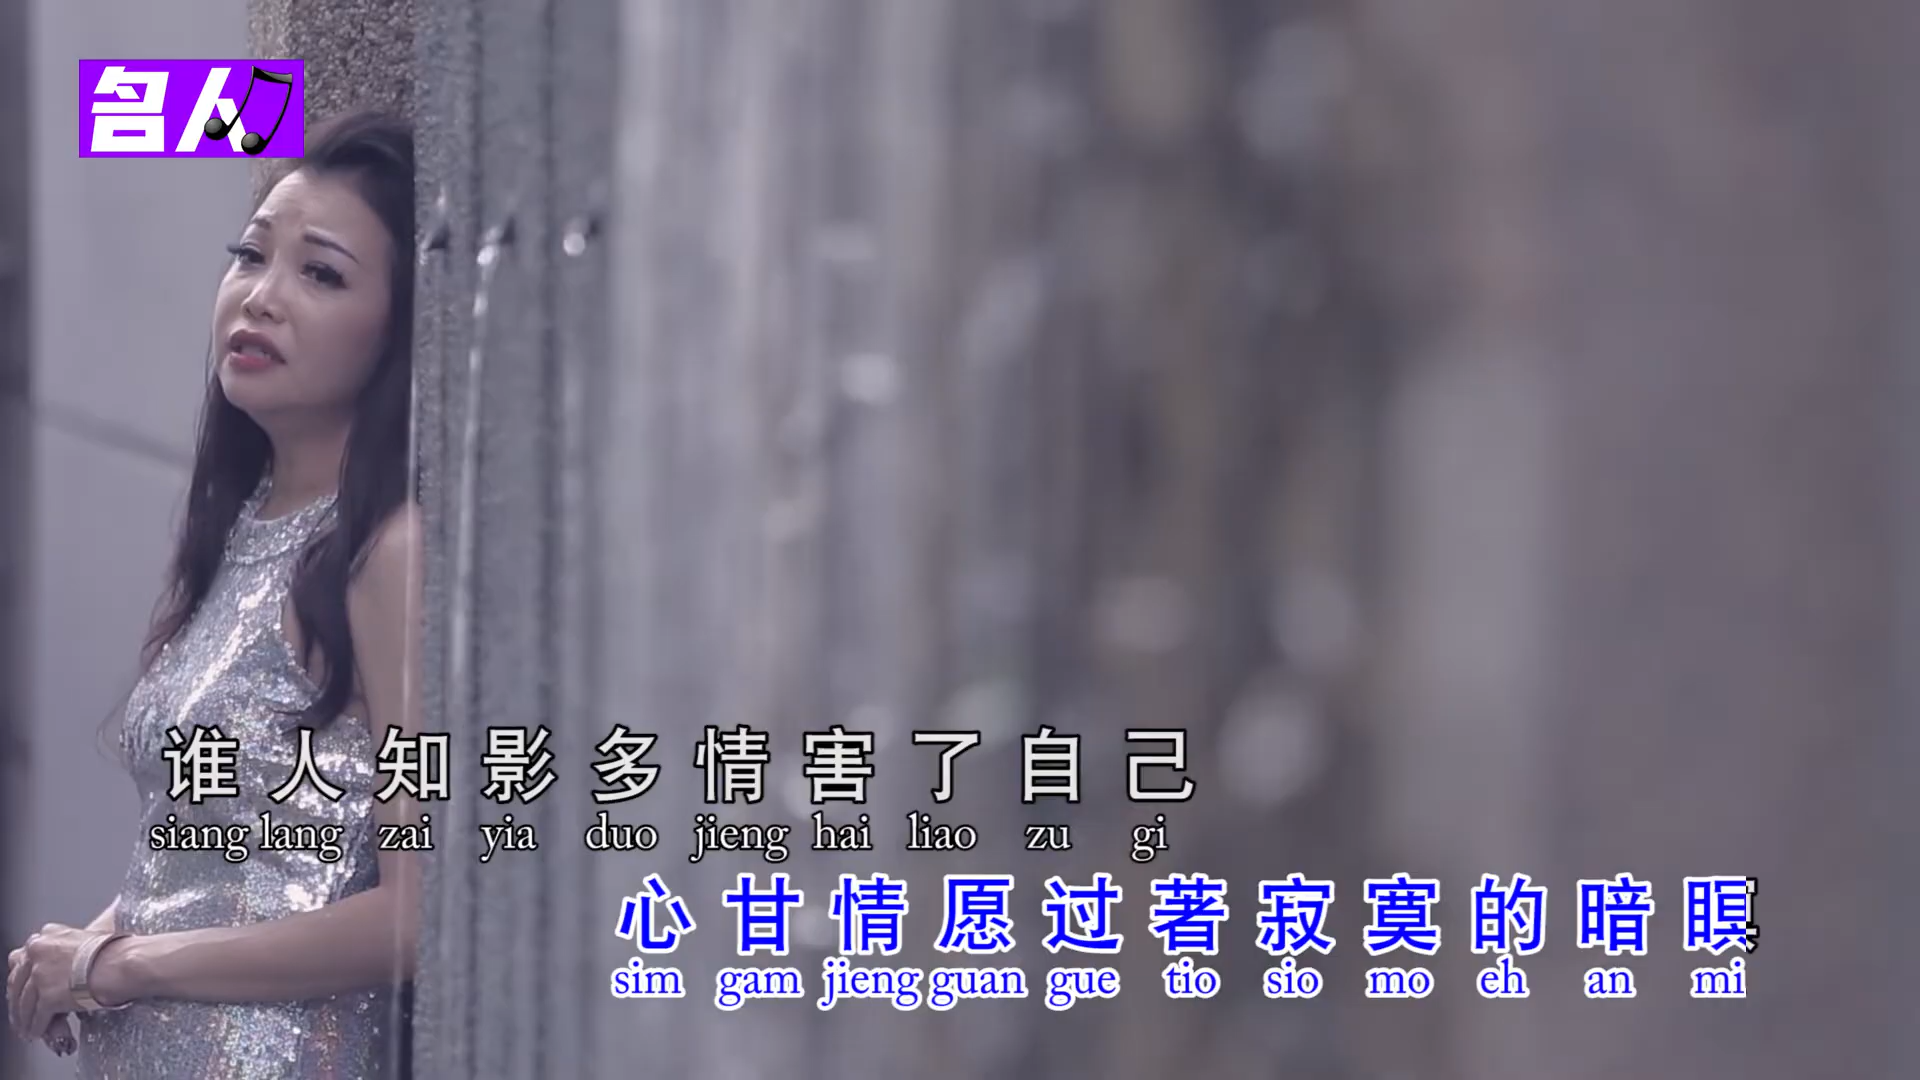 名人
谁人知影多情害了自己
siang lang zai yia duo jieng hai liao zu gi
心甘情愿过著寂寞的暗瞑
sim gam jieng guan gue tio sio mo eh an mi